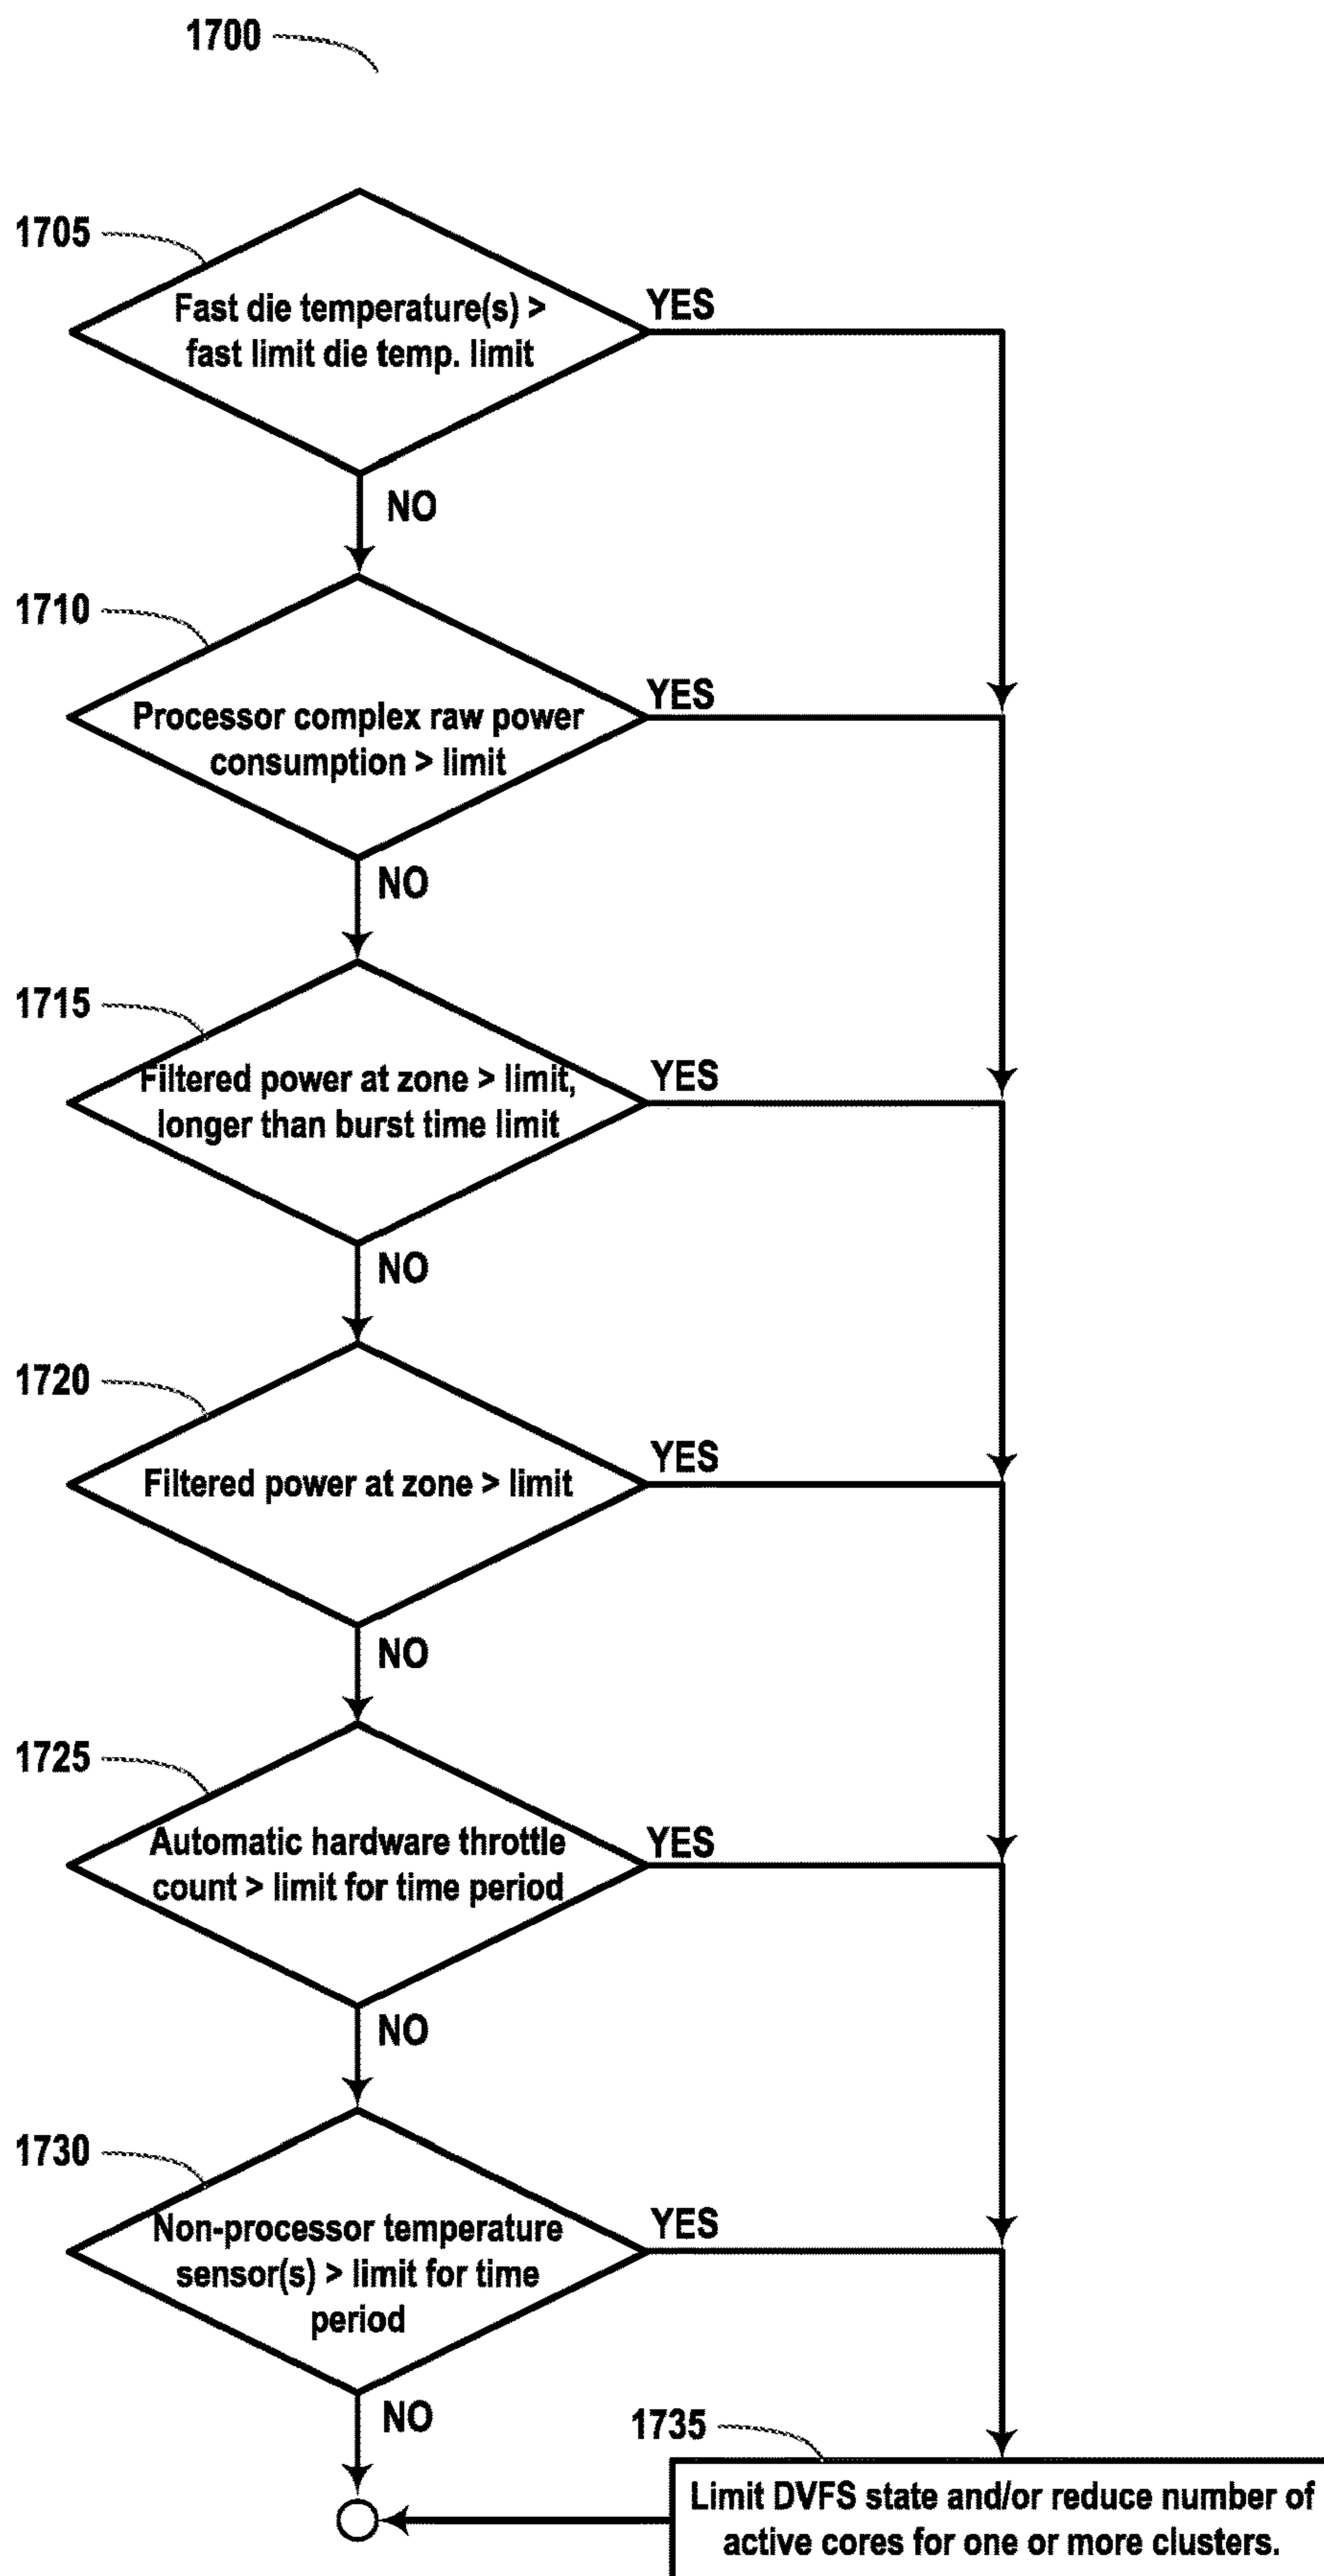 1700
1705
Fast die temperature(s) >
fast limit die temp. limit
YES
NO
1710
Processor complex raw power
consumption > limit
YES
NO
1715
Filtered power at zone > limit,
longer than burst time limit
YES
NO
1720
Filtered power at zone > limit
YES
NO
1725
Automatic hardware throttle
count > limit for time period
YES
NO
1730
Non-processor temperature
sensor(s) > limit for time
period
YES
NO
1735
Limit DVFS state and/or reduce number of
active cores for one or more clusters.